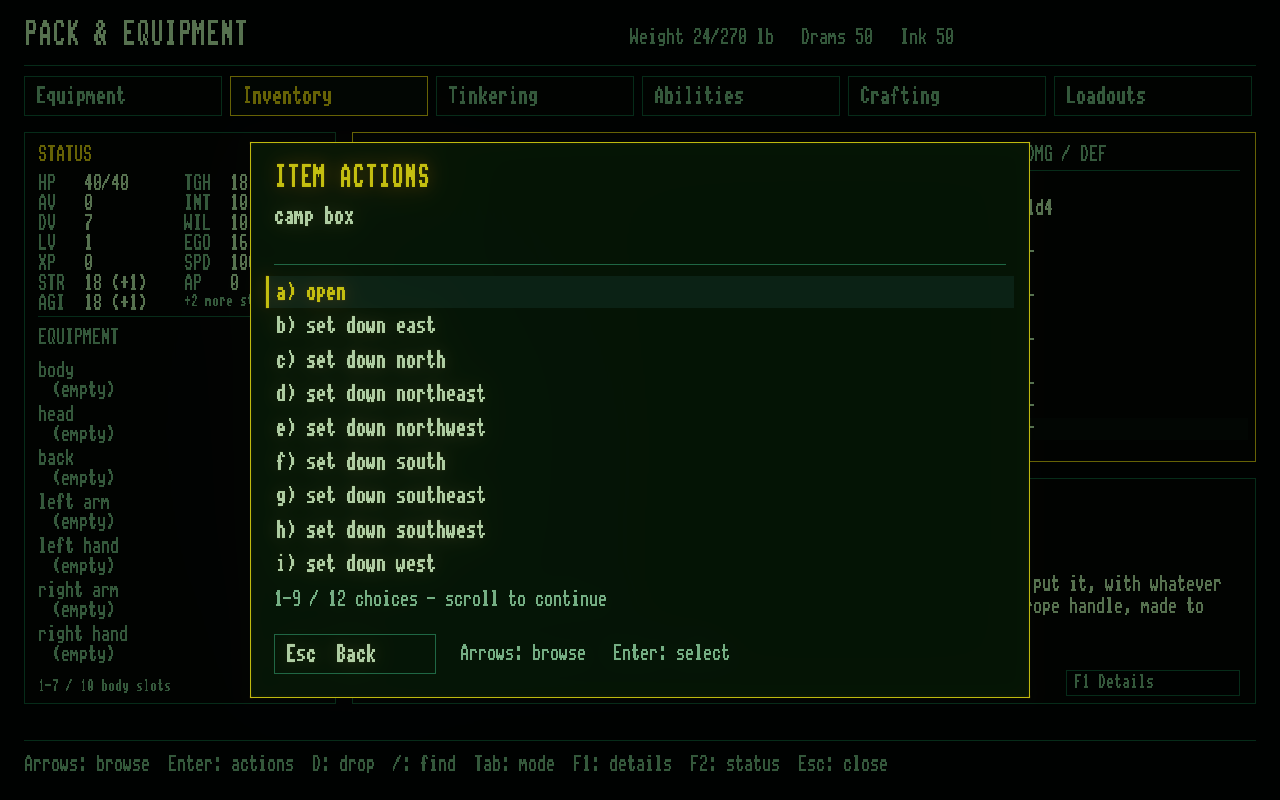 PACK & EQUIPMENT
Weight 24/270 lb Drams 50 Ink 50
Equipment Inventory Tinkering Abilities Crafting Loadouts
STATUS
HP 40/40 TGH 18
AV 0 INT 10
DV 7 WIL 10
LV 1 EGO 16
XP 0 SPD
STR 18 (+1) AP 0
AGI 18 (+1) +2 more
EQUIPMENT
body
(empty)
head
(empty)
back
(empty)
left arm
(empty)
left hand
(empty)
right arm
(empty)
right hand
(empty)
1-7 / 10 body slots
ITEM ACTIONS
camp box
a) open
b) set down east
c) set down north
d) set down northeast
e) set down northwest
f) set down south
g) set down southeast
h) set down southwest
i) set down west
1-9 / 12 choices - scroll to continue
Esc Back Arrows: browse Enter: select
DMG / DEF
1d4
put it, with whatever
rope handle, made to
F1 Details
Arrows: browse Enter: actions D: drop /: find Tab: mode F1: details F2: status Esc: close